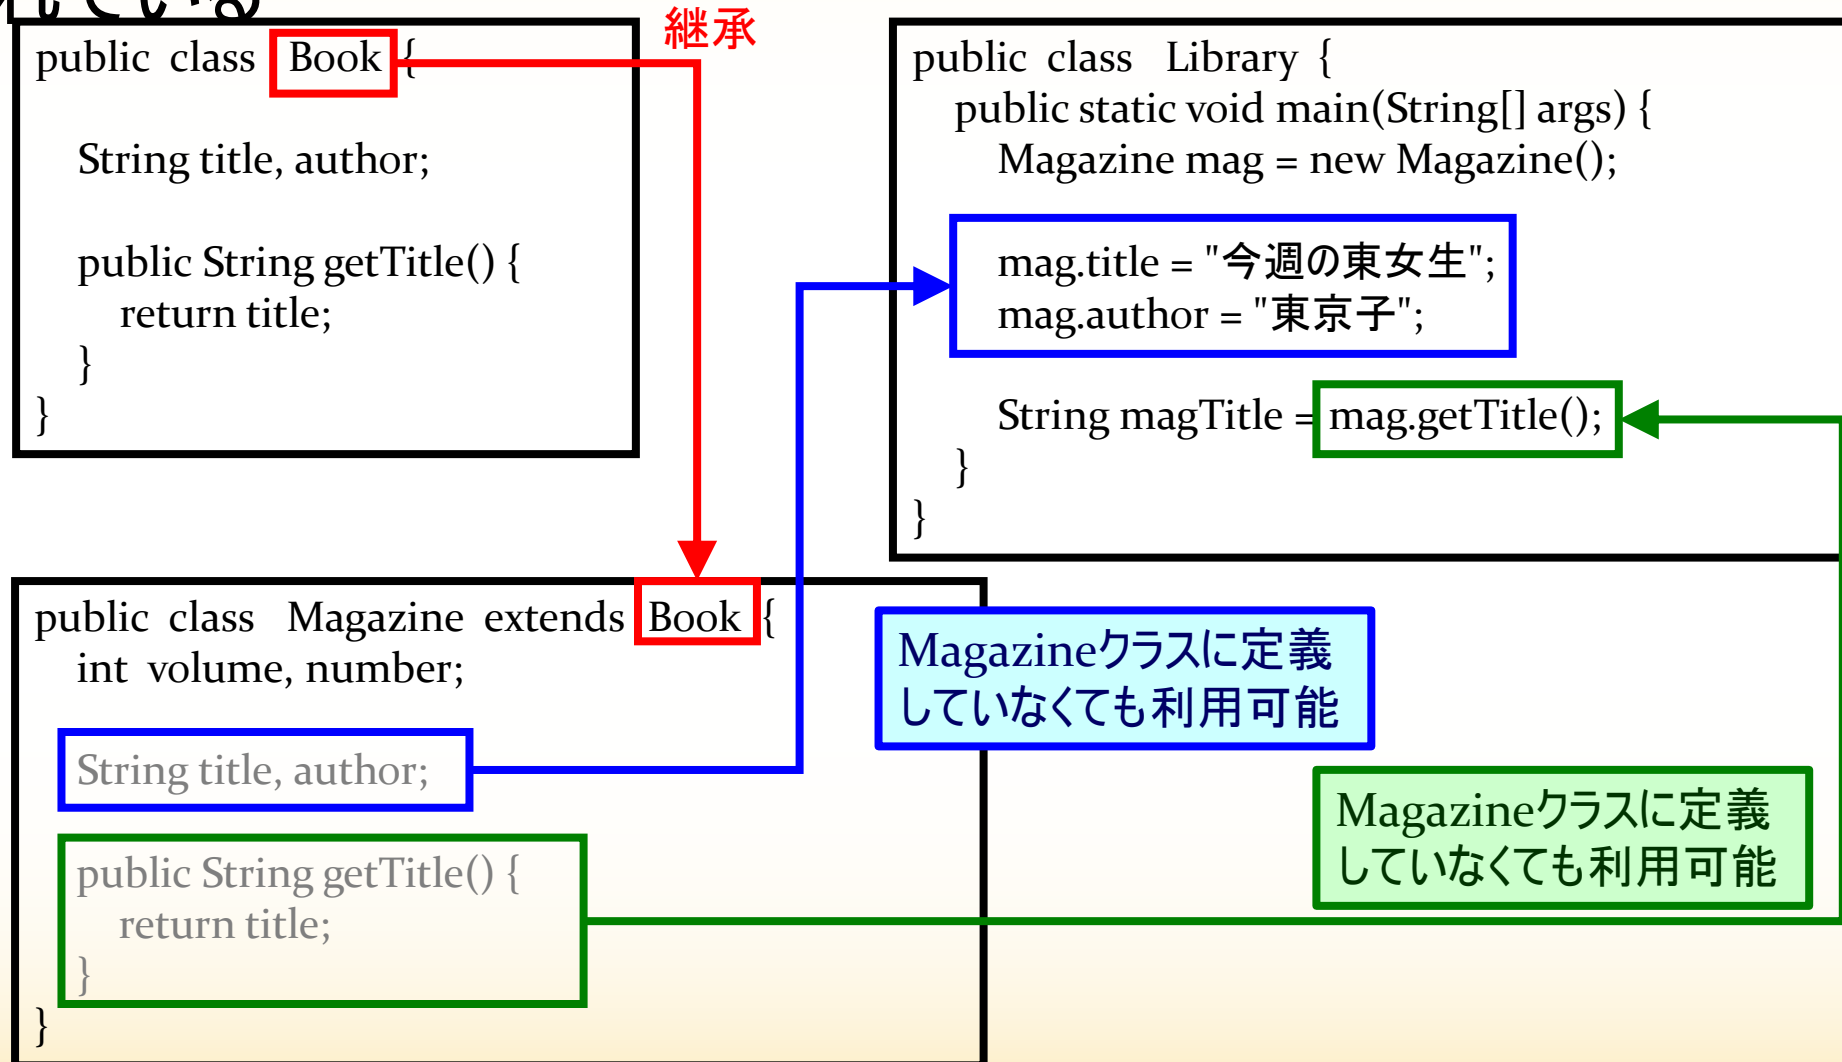 れている
public class Book {
String title, author;
public String getTitle() {
return title;
}
}
継承
public class Library {
public static void main(String[] args) {
Magazine mag = new Magazine();
mag.title = "今週の東女生";
mag.author = "東京子";
String magTitle = mag.getTitle();
}
}
public class Magazine extends Book {
int volume, number;
String title, author;
public String getTitle() {
return title;
}
}
Magazineクラスに定義
していなくても利用可能
Magazineクラスに定義
していなくても利用可能